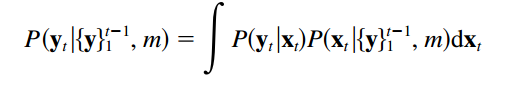 P(y_t|{y}_1^{t-1}, m) = ∫ P(y_t|x_t)P(x_t|{y}_1^{t-1}, m)dx_t